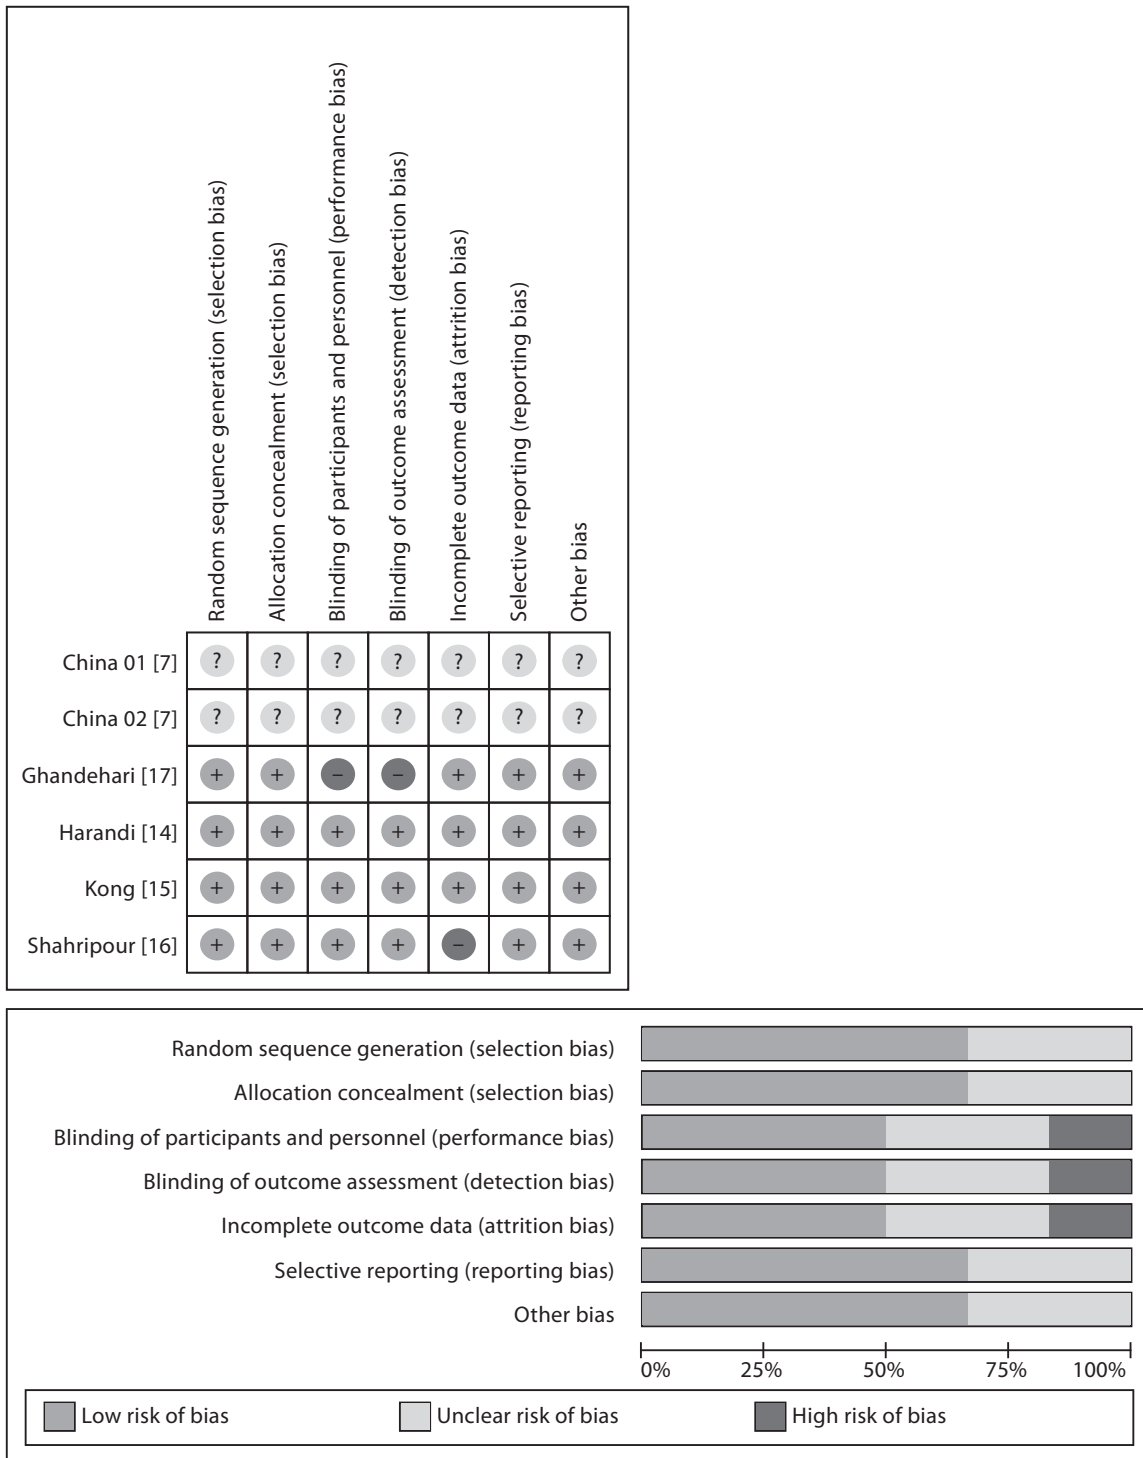 Random sequence generation (selection bias)
Allocation concealment (selection bias)
Blinding of participants and personnel (performance bias)
Blinding of outcome assessment (detection bias)
Incomplete outcome data (attrition bias)
Selective reporting (reporting bias)
Other bias
China 01 [7] ? ? ? ? ? ? ?
China 02 [7] ? ? ? ? ? ? ?
Ghandehari [17] + + – – + + +
Harandi [14] + + + + + + +
Kong [15] + + + + + + +
Shahripour [16] + + + + – + +
Random sequence generation (selection bias)
Allocation concealment (selection bias)
Blinding of participants and personnel (performance bias)
Blinding of outcome assessment (detection bias)
Incomplete outcome data (attrition bias)
Selective reporting (reporting bias)
Other bias
0% 25% 50% 75% 100%
Low risk of bias Unclear risk of bias High risk of bias